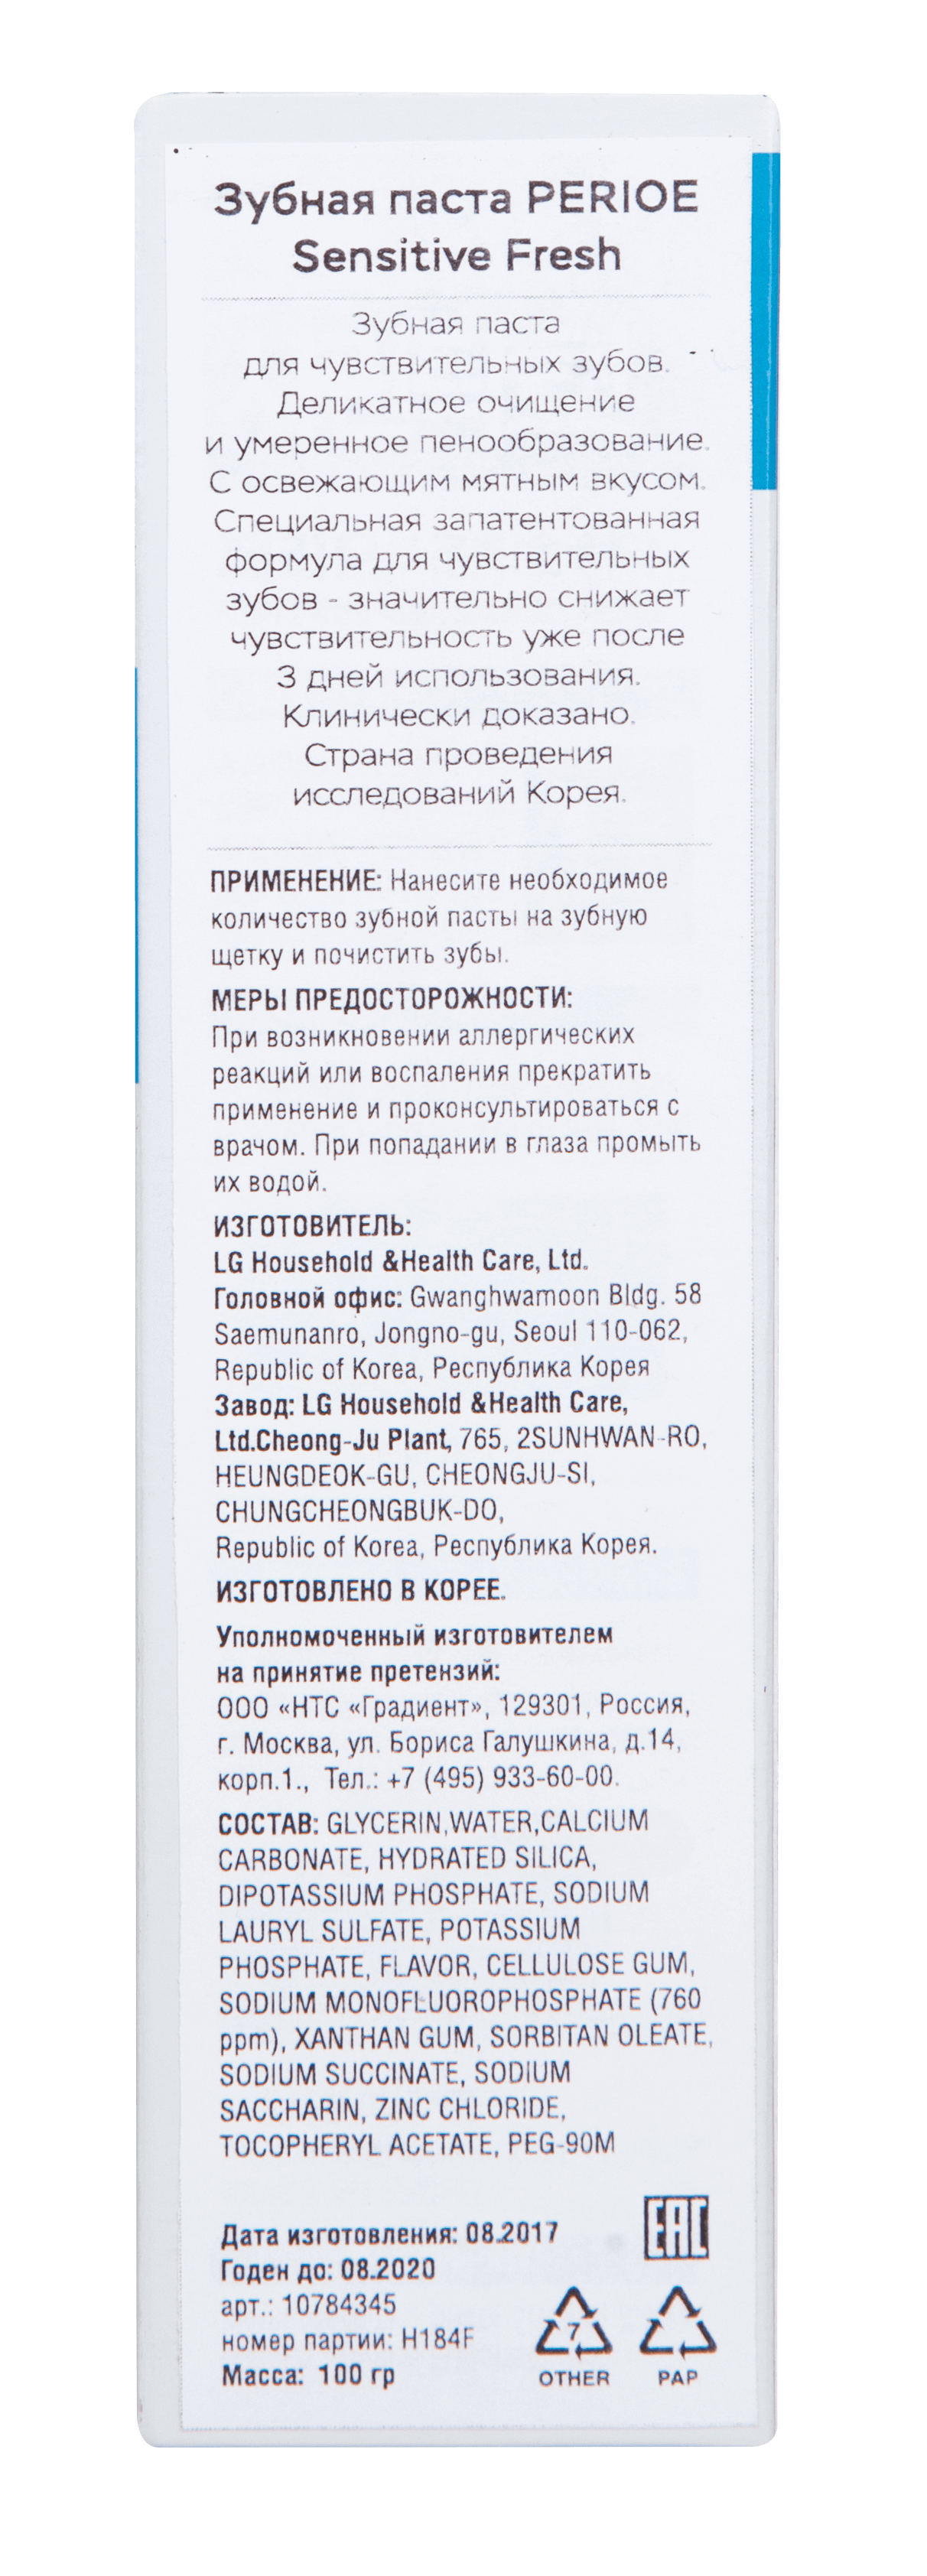 Зубная паста PERIOE
Sensitive Fresh
Зубная паста
для чувствительных зубов.
Деликатное очищение
и умеренное пенообразование.
С освежающим мятным вкусом.
Специальная запатентованная
формула для чувствительных
зубов - значительно снижает
чувствительность уже после
3 дней использования.
Клинически доказано.
Страна проведения
исследований Корея.
ПРИМЕНЕНИЕ: Нанесите необходимое
количество зубной пасты на зубную
щетку и почистить зубы.
МЕРЫ ПРЕДОСТОРОЖНОСТИ:
При возникновении аллергических
реакций или воспаления прекратить
применение и проконсультироваться с
врачом. При попадании в глаза промыть
их водой.
ИЗГОТОВИТЕЛЬ:
LG Household &Health Care, Ltd.
Головной офис: Gwanghwamoon Bldg. 58
Saemunanro, Jongno-gu, Seoul 110-062,
Republic of Korea, Республика Корея
Завод: LG Household &Health Care,
Ltd.Cheong-Ju Plant, 765, 2SUNHWAN-RO,
HEUNGDEOK-GU, CHEONGJU-SI,
CHUNGCHEONGBUK-DO,
Republic of Korea, Республика Корея.
ИЗГОТОВЛЕНО В КОРЕЕ.
Уполномоченный изготовителем
на принятие претензий:
ООО «НТС «Градиент», 129301, Россия,
г. Москва, ул. Бориса Галушкина, д.14,
корп.1., Тел.: +7 (495) 933-60-00.
СОСТАВ: GLYCERIN,WATER,CALCIUM
CARBONATE, HYDRATED SILICA,
DIPOTASSIUM PHOSPHATE, SODIUM
LAURYL SULFATE, POTASSIUM
PHOSPHATE, FLAVOR, CELLULOSE GUM,
SODIUM MONOFLUOROPHOSPHATE (760
ppm), XANTHAN GUM, SORBITAN OLEATE,
SODIUM SUCCINATE, SODIUM
SACCHARIN, ZINC CHLORIDE,
TOCOPHERYL ACETATE, PEG-90M
Дата изготовления: 08.2017
EAC
Годен до: 08.2020
арт.: 10784345
номер партии: H184F
7
Масса: 100 гр
OTHER PAP